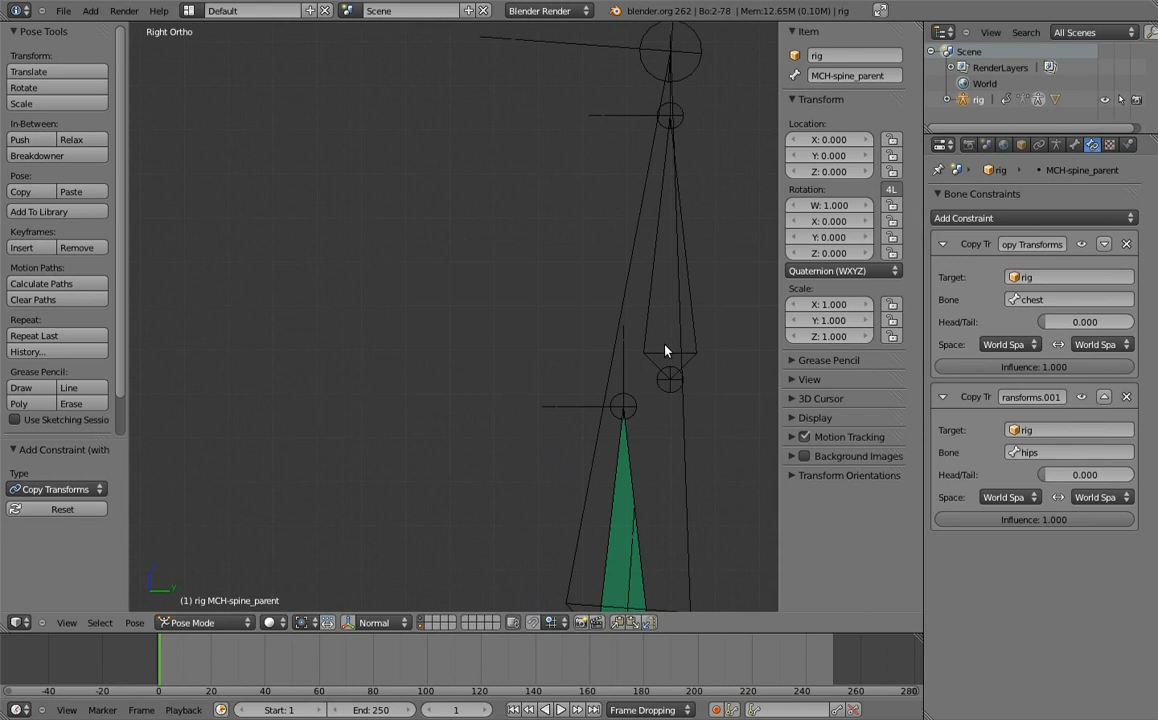 File Add Render Help Default Scene Blender Render blender.org 262 | Bo:2-78 | Mem:12.65M (0.10M) | rig
Pose Tools
Transform:
Translate
Rotate
Scale
In-Between:
Push Relax
Breakdowner
Pose:
Copy Paste
Add To Library
Keyframes:
Insert Remove
Motion Paths:
Calculate Paths
Clear Paths
Repeat:
Repeat Last
History...
Grease Pencil:
Draw Line
Poly Erase
Use Sketching Sessio
Add Constraint (with
Type
Copy Transforms
Reset
Right Ortho
(1) rig MCH-spine_parent
Item
rig
MCH-spine_parent
Transform
Location:
X: 0.000
Y: 0.000
Z: 0.000
Rotation: 4L
W: 1.000
X: 0.000
Y: 0.000
Z: 0.000
Quaternion (WXYZ)
Scale:
X: 1.000
Y: 1.000
Z: 1.000
Grease Pencil
View
3D Cursor
Display
Motion Tracking
Background Images
Transform Orientations
View Search All Scenes
Scene
RenderLayers
World
rig
rig MCH-spine_parent
Bone Constraints
Add Constraint
Copy Tr opy Transforms
Target: rig
Bone chest
Head/Tail: 0.000
Space: World Spa World Spa
Influence: 1.000
Copy Tr ransforms.001
Target: rig
Bone hips
Head/Tail: 0.000
Space: World Spa World Spa
Influence: 1.000
View Select Pose Pose Mode Normal
-40 -20 0 20 40 60 80 100 120 140 160 180 200 220 240 260 280
View Marker Frame Playback Start: 1 End: 250 1 Frame Dropping